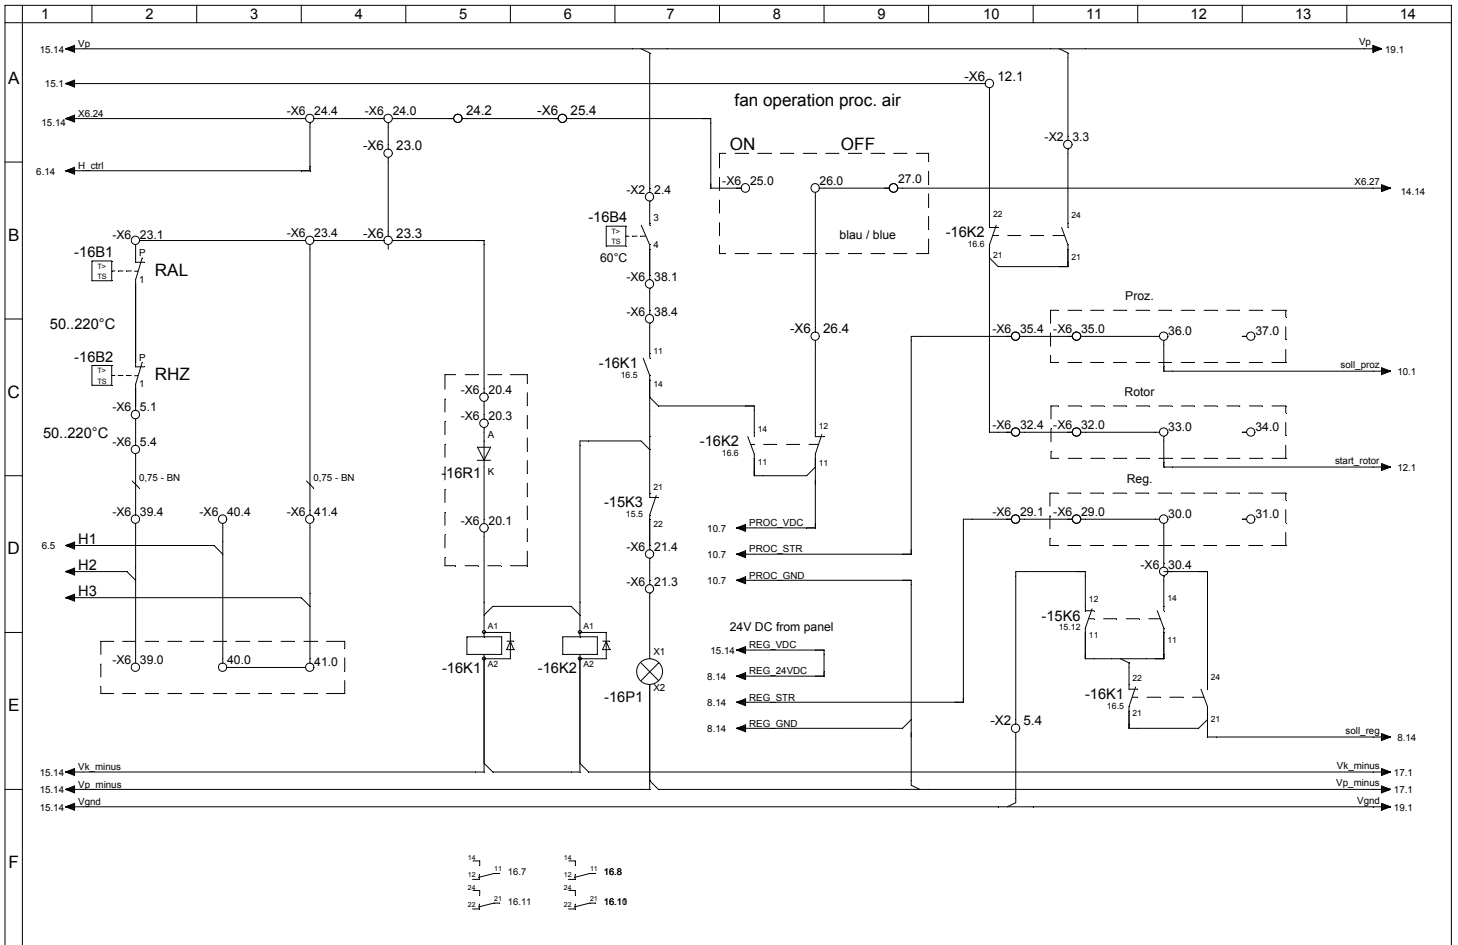 1 2 3 4 5 6 7 8 9 10 11 12 13 14
A
B
C
D
E
F
15.14 Vp
Vp 19.1
15.1
-X6 12.1
fan operation proc. air
15.14 X6.24
-X6 24.4 -X6 24.0 24.2 -X6 25.4
-X6 23.0
-X2 3.3
ON OFF
6.14 H_ctrl
-X2 2.4
-X6 25.0 26.0 27.0
X6.27 14.14
-16B4
T>
TS
60°C
3
4
blau / blue
-16K2
16.6
22
21
24
21
-X6 23.1 -X6 23.4 -X6 23.3
-16B1
T>
TS
P
1
RAL
50..220°C
-X6 38.1
-X6 38.4
-X6 26.4
Proz.
-X6 35.4 -X6 35.0 36.0 37.0
soll_proz 10.1
-16B2
T>
TS
P
1
RHZ
-X6 5.1
50..220°C
-X6 5.4
-16K1
16.5
11
14
-X6 20.4
-X6 20.3
A
-16R1
K
-X6 20.1
-16K2
16.6
14
11
12
11
Rotor
-X6 32.4 -X6 32.0 33.0 34.0
start_rotor 12.1
0,75 - BN
0,75 - BN
-15K3
15.5
21
22
Reg.
-X6 39.4 -X6 40.4 -X6 41.4
-X6 29.1 -X6 29.0 30.0 31.0
10.7 PROC_VDC
10.7 PROC_STR
10.7 PROC_GND
6.5 H1
H2
H3
-X6 21.4
-X6 21.3
-X6 30.4
-15K6
15.12
12
11
14
11
24V DC from panel
15.14 REG_VDC
8.14 REG_24VDC
8.14 REG_STR
8.14 REG_GND
-X6 39.0 40.0 41.0
-16K1
A1
A2
-16K2
A1
A2
-16P1
X1
X2
-16K1
16.5
22
21
24
21
-X2 5.4
soll_reg 8.14
15.14 Vk_minus
Vk_minus 17.1
15.14 Vp_minus
Vp_minus 17.1
15.14 Vgnd
Vgnd 19.1
14
12 11 16.7
24
22 21 16.11
14
12 11 16.8
24
22 21 16.10